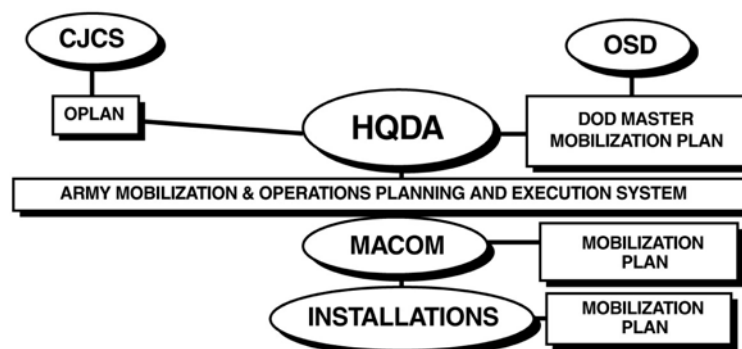 CJCS
OSD
OPLAN
HQDA
DOD MASTER
MOBILIZATION PLAN
ARMY MOBILIZATION & OPERATIONS PLANNING AND EXECUTION SYSTEM
MACOM
MOBILIZATION
PLAN
INSTALLATIONS
MOBILIZATION
PLAN